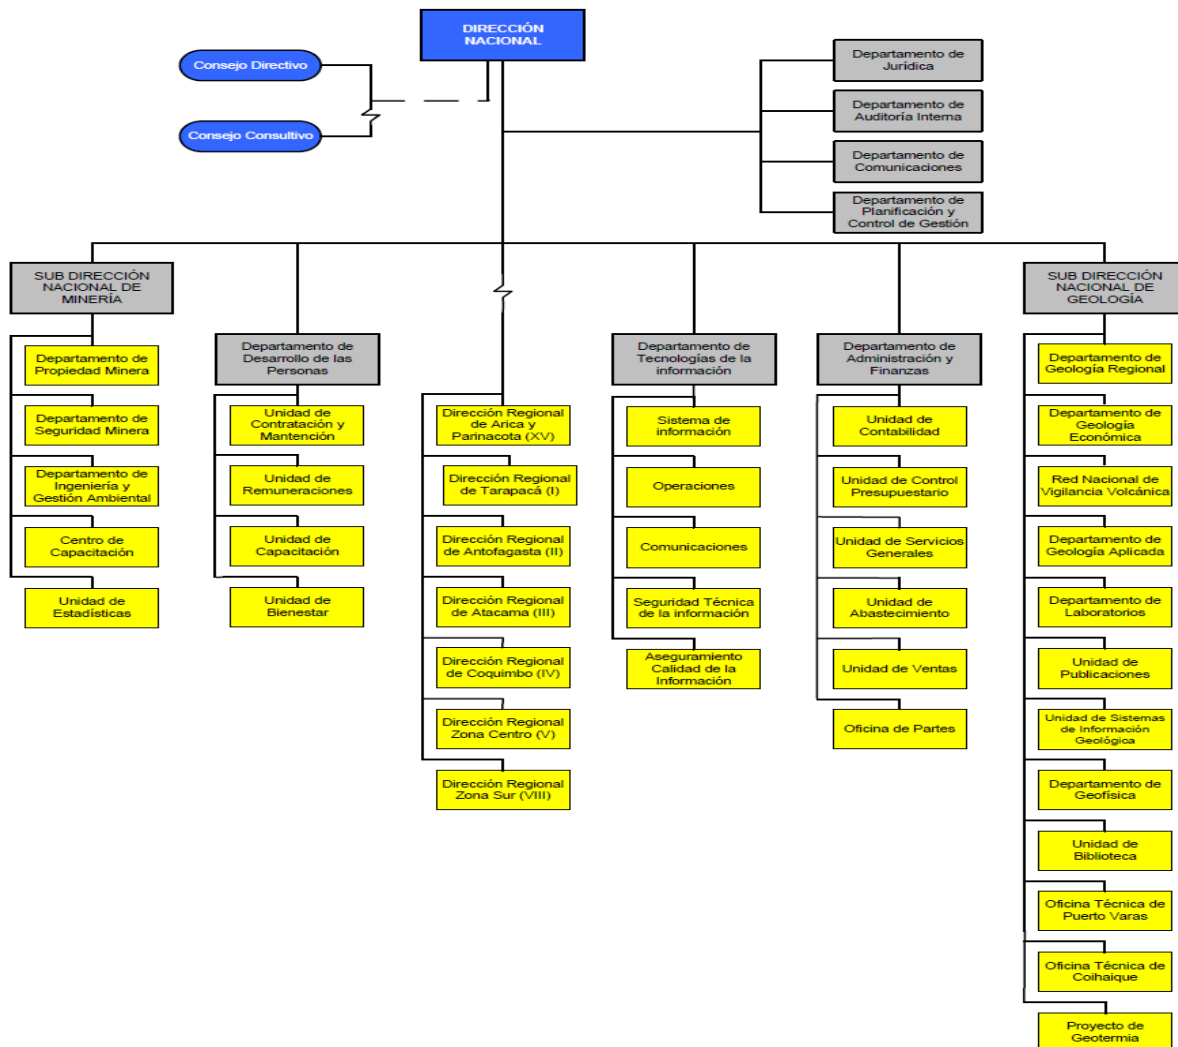 DIRECCIÓN
NACIONAL
Consejo Directivo
Consejo Consultivo
Departamento de
Jurídica
Departamento de
Auditoría Interna
Departamento de
Comunicaciones
Departamento de
Planificación y
Control de Gestión
SUB DIRECCIÓN
NACIONAL DE
MINERÍA
Departamento de
Propiedad Minera
Departamento de
Seguridad Minera
Departamento de
Ingeniería y
Gestión Ambiental
Centro de
Capacitación
Unidad de
Estadísticas
Departamento de
Desarrollo de las
Personas
Unidad de
Contratación y
Mantención
Unidad de
Remuneraciones
Unidad de
Capacitación
Unidad de
Bienestar
Dirección Regional
de Arica y
Parinacota (XV)
Dirección Regional
de Tarapacá (I)
Dirección Regional
de Antofagasta (II)
Dirección Regional
de Atacama (III)
Dirección Regional
de Coquimbo (IV)
Dirección Regional
Zona Centro (V)
Dirección Regional
Zona Sur (VIII)
Departamento de
Tecnologías de la
información
Sistema de
información
Operaciones
Comunicaciones
Seguridad Técnica
de la información
Aseguramiento
Calidad de la
Información
Departamento de
Administración y
Finanzas
Unidad de
Contabilidad
Unidad de Control
Presupuestario
Unidad de Servicios
Generales
Unidad de
Abastecimiento
Unidad de Ventas
Oficina de Partes
SUB DIRECCIÓN
NACIONAL DE
GEOLOGÍA
Departamento de
Geología Regional
Departamento de
Geología
Económica
Red Nacional de
Vigilancia Volcánica
Departamento de
Geología Aplicada
Departamento de
Laboratorios
Unidad de
Publicaciones
Unidad de Sistemas
de Información
Geológica
Departamento de
Geofísica
Unidad de
Biblioteca
Oficina Técnica de
Puerto Varas
Oficina Técnica de
Coihaique
Proyecto de
Geotermia